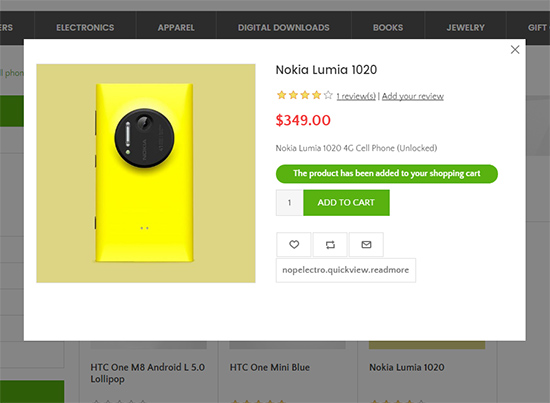 ERS ELECTRONICS APPAREL DIGITAL DOWNLOADS BOOKS JEWELRY GIFT
ll phon
Nokia Lumia 1020
1 review(s) | Add your review
$349.00
Nokia Lumia 1020 4G Cell Phone (Unlocked)
The product has been added to your shopping cart
1 ADD TO CART
nopelectro.quickview.readmore
NOKIA
HTC One M8 Android L 5.0
Lollipop
HTC One Mini Blue
Nokia Lumia 1020